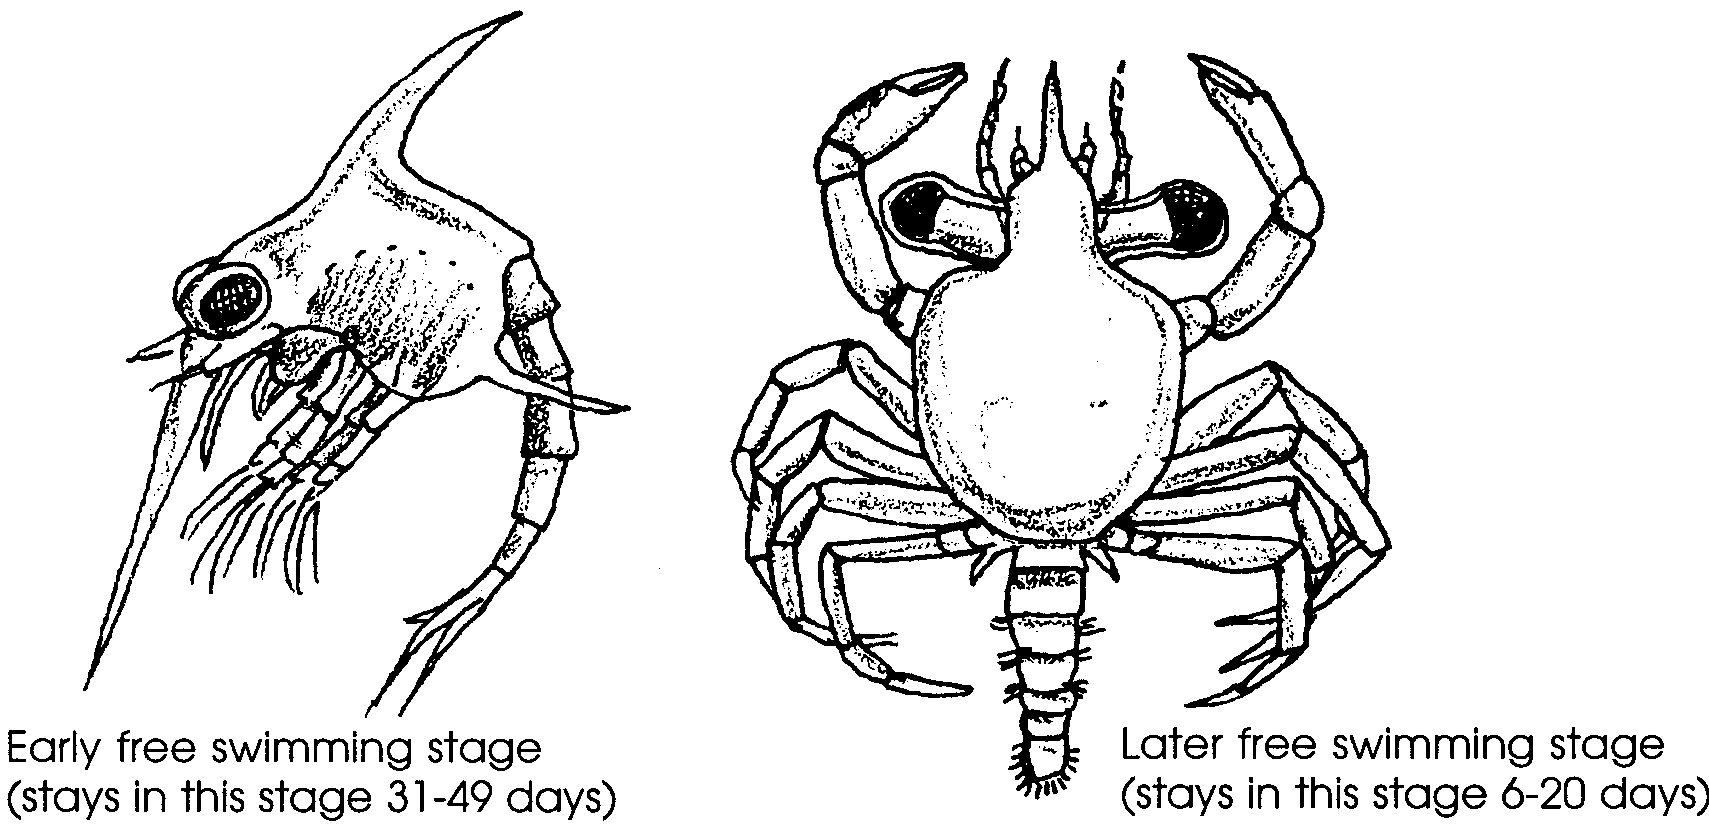 Early free swimming stage
(stays in this stage 31-49 days)
Later free swimming stage
(stays in this stage 6-20 days)